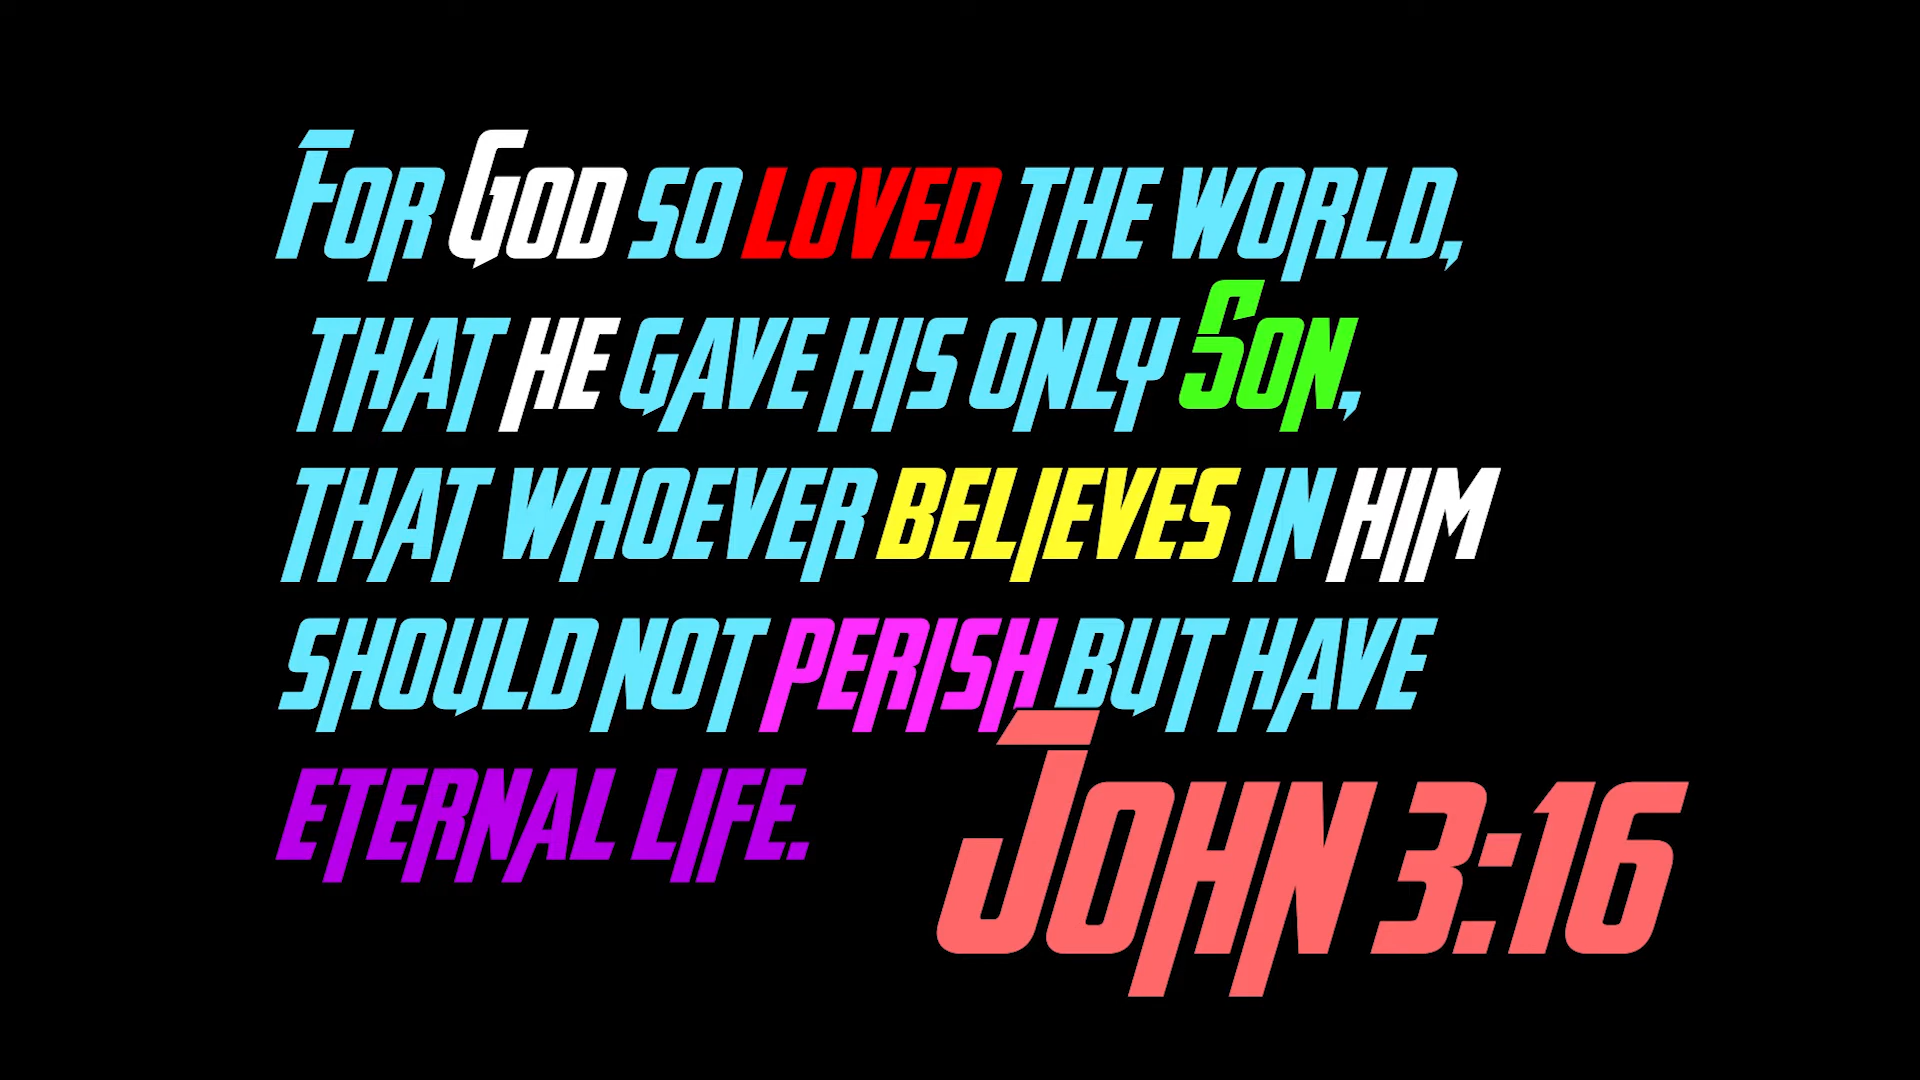 For God so loved the world,
that he gave his only Son,
that whoever believes in him
should not perish but have
eternal life.
John 3:16